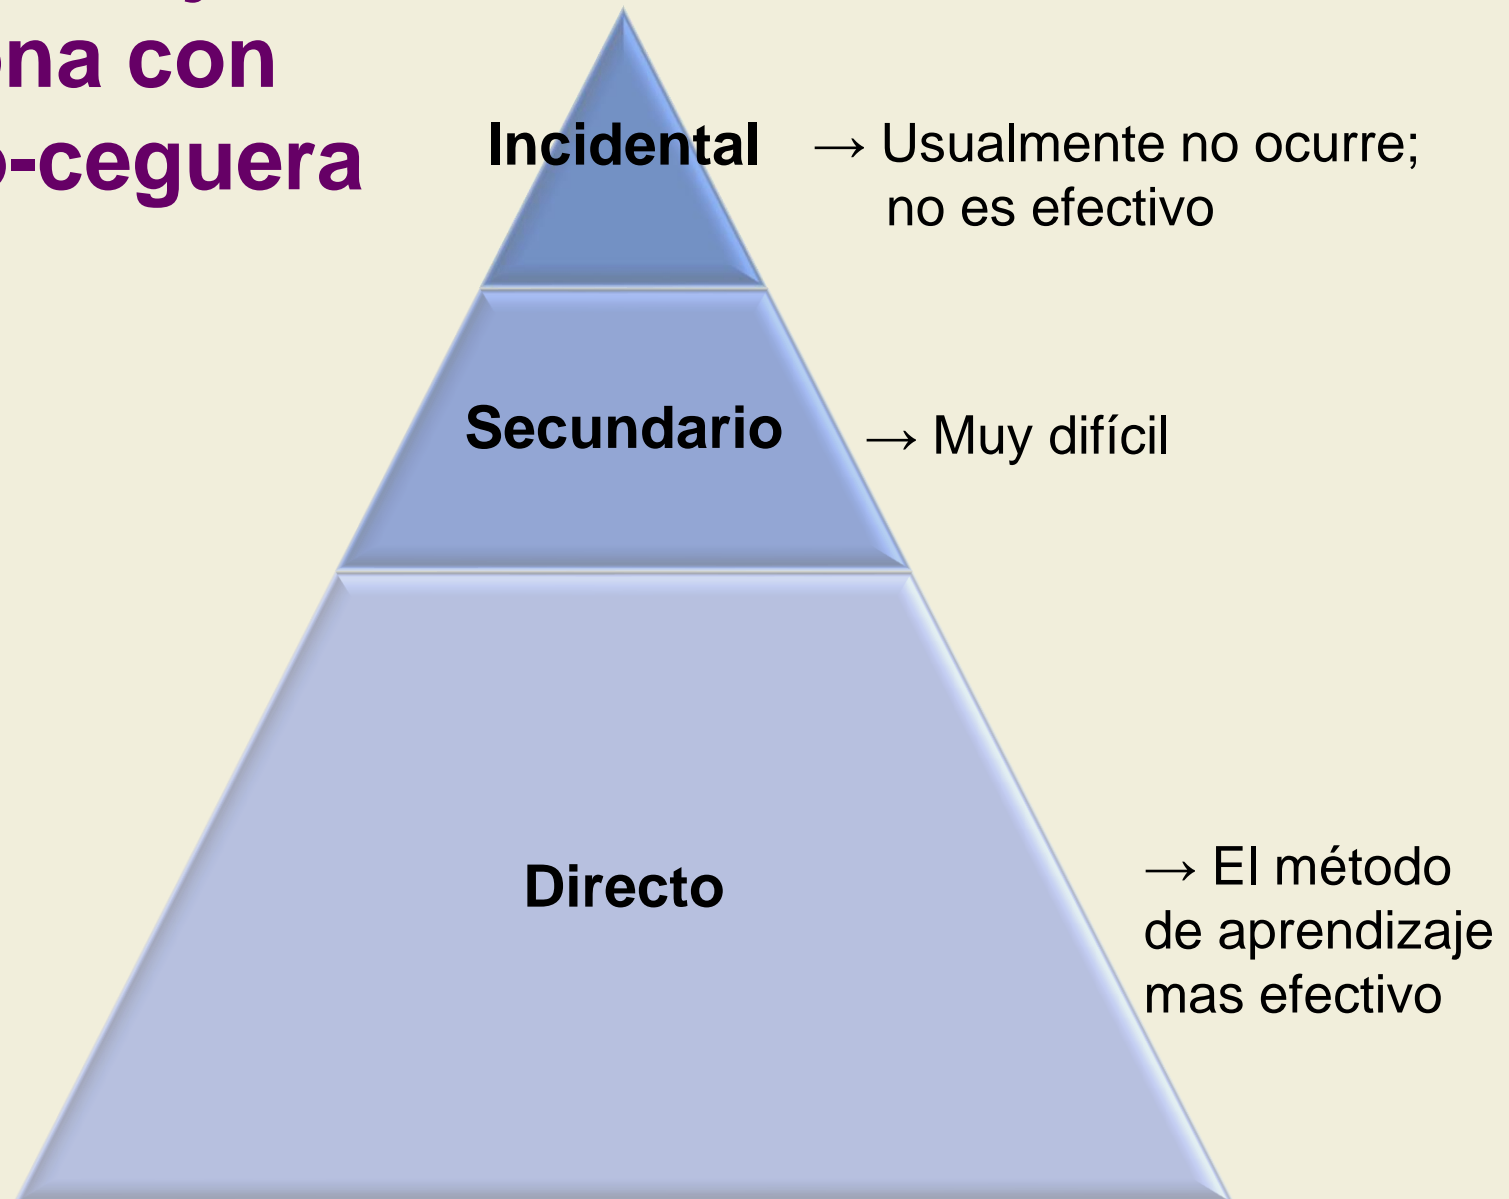 con
-ceguera
Incidental
→ Usualmente no ocurre;
no es efectivo
Secundario
→ Muy difícil
Directo
→ El método
de aprendizaje
mas efectivo